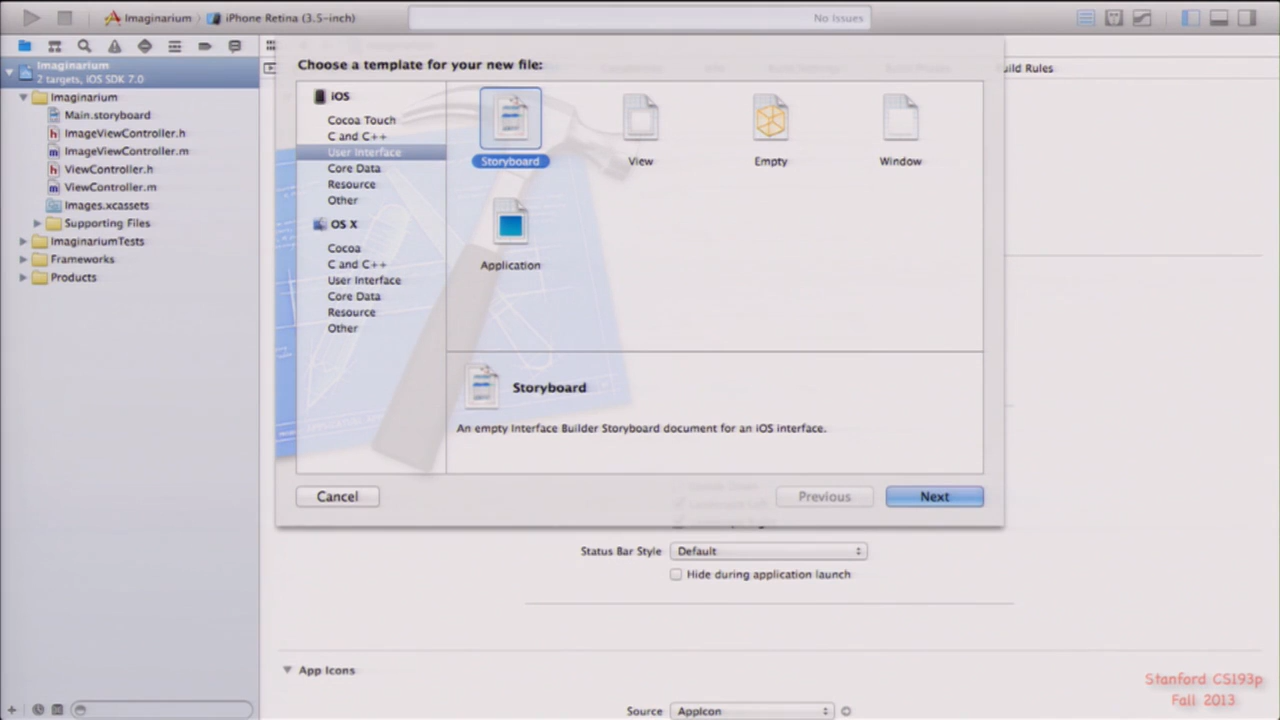 Imaginarium
iPhone Retina (3.5-inch)
No Issues
Imaginarium
2 targets, iOS SDK 7.0
Imaginarium
Main.storyboard
ImageViewController.h
ImageViewController.m
ViewController.h
ViewController.m
Images.xcassets
Supporting Files
ImaginariumTests
Frameworks
Products
uild Rules
Choose a template for your new file:
iOS
Cocoa Touch
C and C++
User Interface
Core Data
Resource
Other
OS X
Cocoa
C and C++
User Interface
Core Data
Resource
Other
Storyboard
View
Empty
Window
Application
Storyboard
An empty Interface Builder Storyboard document for an iOS interface.
Cancel
Previous
Next
Status Bar Style
Default
Hide during application launch
App Icons
Source
AppIcon
Stanford CS193p
Fall 2013